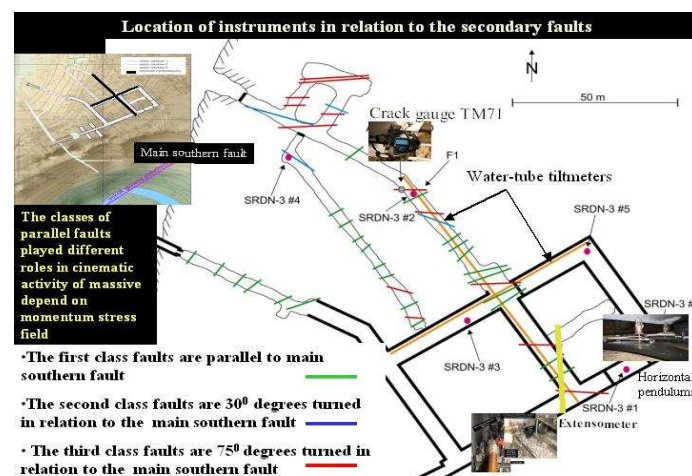 Location of instruments in relation to the secondary faults
N
50 m
Crack gauge TM71
F1
Main southern fault
Water-tube tiltmeters
SRDN-3 #4
SRDN-3 #2
SRDN-3 #5
The classes of
parallel faults
played different
roles in cinematic
activity of massive
depend on
momentum stress
field
SRDN-3 #
SRDN-3 #3
Horizontal
pendulums
SRDN-3 #1
Extensometer
·The first class faults are parallel to main
southern fault
·The second class faults are 30⁰ degrees turned
in relation to the main southern fault
· The third class faults are 75⁰ degrees turned in
relation to the main southern fault